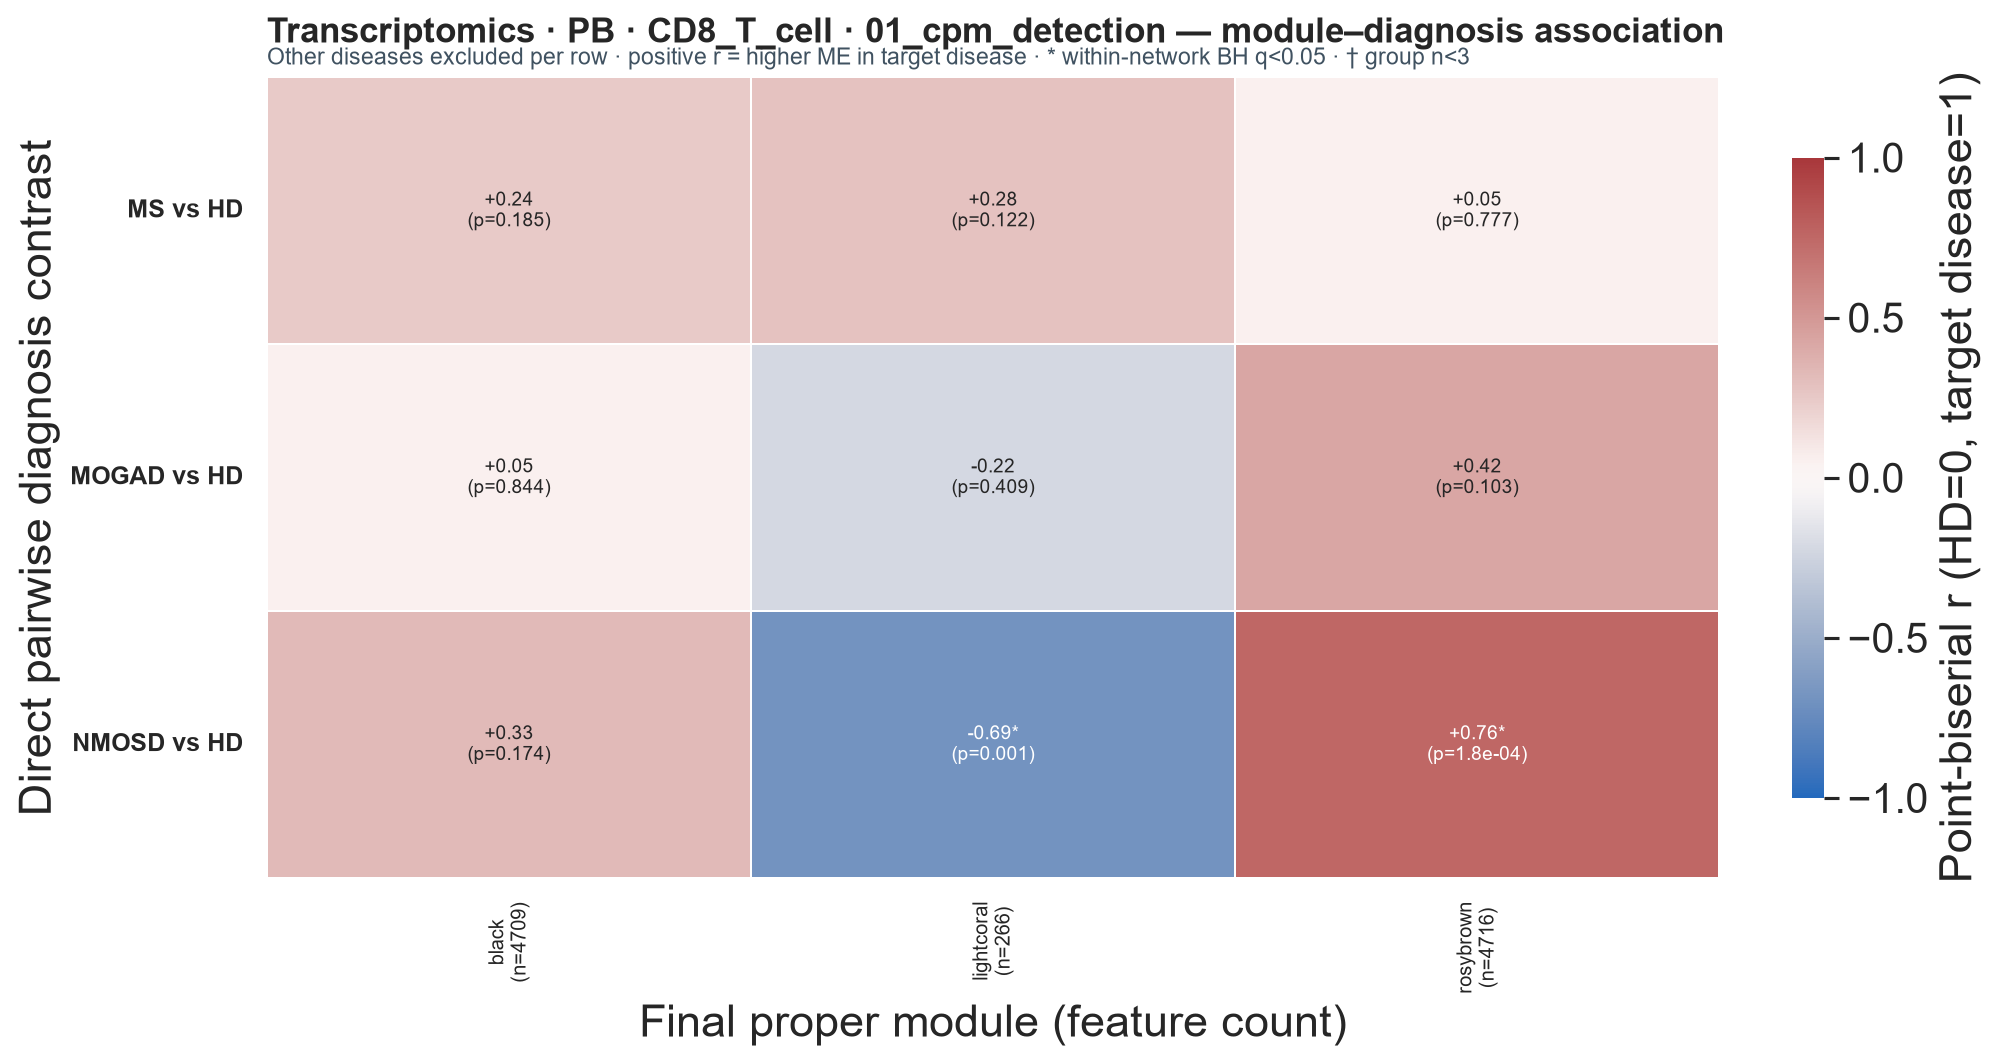 Transcriptomics · PB · CD8_T_cell · 01_cpm_detection — module–diagnosis association
Other diseases excluded per row · positive r = higher ME in target disease · * within-network BH q<0.05 · † group n<3
Direct pairwise diagnosis contrast
MS vs HD
+0.24
(p=0.185)
+0.28
(p=0.122)
+0.05
(p=0.777)
MOGAD vs HD
+0.05
(p=0.844)
-0.22
(p=0.409)
+0.42
(p=0.103)
NMOSD vs HD
+0.33
(p=0.174)
-0.69*
(p=0.001)
+0.76*
(p=1.8e-04)
black
(n=4709)
lightcoral
(n=266)
rosybrown
(n=4716)
Final proper module (feature count)
1.0
0.5
0.0
−0.5
−1.0
Point-biserial r (HD=0, target disease=1)